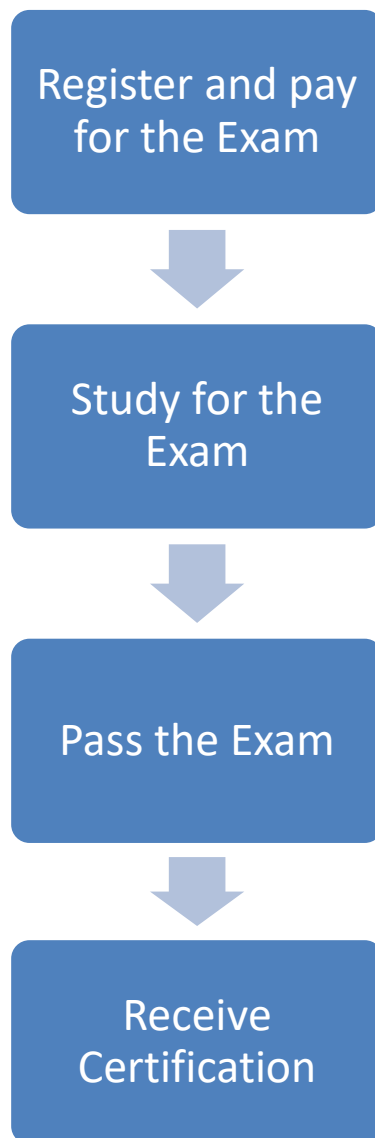 Register and pay
for the Exam
Study for the
Exam
Pass the Exam
Receive
Certification